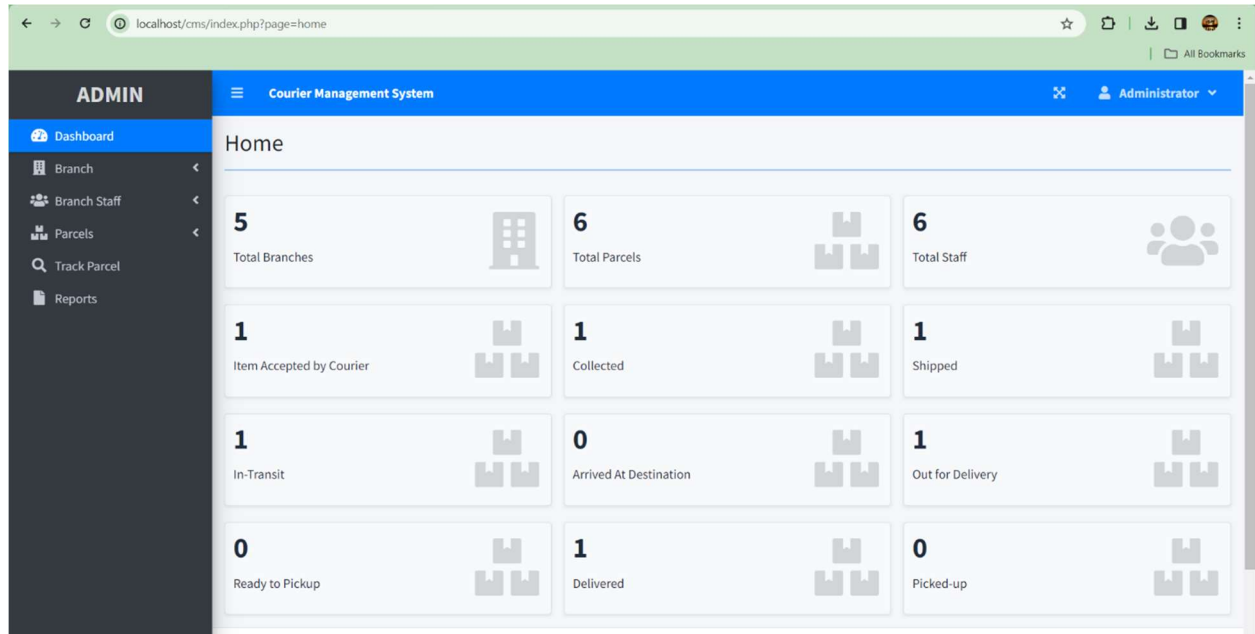 localhost/cms/index.php?page=home
All Bookmarks
ADMIN
Courier Management System
Administrator
Dashboard
Branch
Branch Staff
Parcels
Track Parcel
Reports
Home
5
Total Branches
6
Total Parcels
6
Total Staff
1
Item Accepted by Courier
1
Collected
1
Shipped
1
In-Transit
0
Arrived At Destination
1
Out for Delivery
0
Ready to Pickup
1
Delivered
0
Picked-up